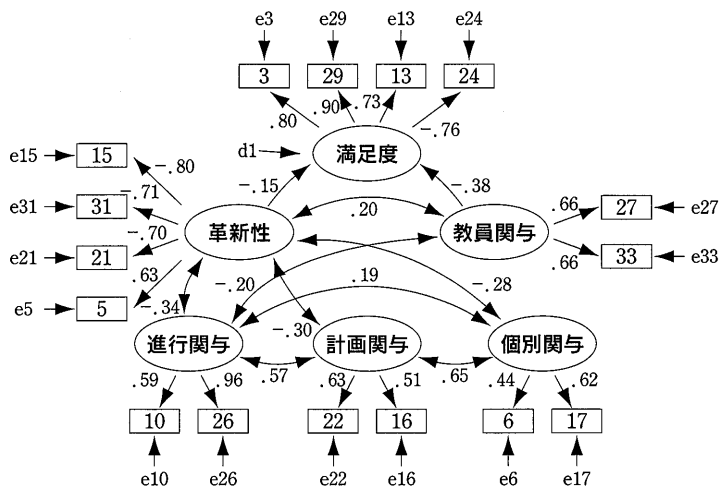 e3 e29 e13 e24
3 29 13 24
.80 .90 .73 -.76
満足度
d1
e15 15 -.80
-.15 -.38
e31 31 -.71
.20
革新性 教員関与
.66 27 e27
e21 21 -.70
.66 33 e33
e5 5 .63
-.34 -.20 .19 -.28
-.30
進行関与 計画関与 個別関与
.57 .65
.59 .96 .63 .51 .44 .62
10 26 22 16 6 17
e10 e26 e22 e16 e6 e17